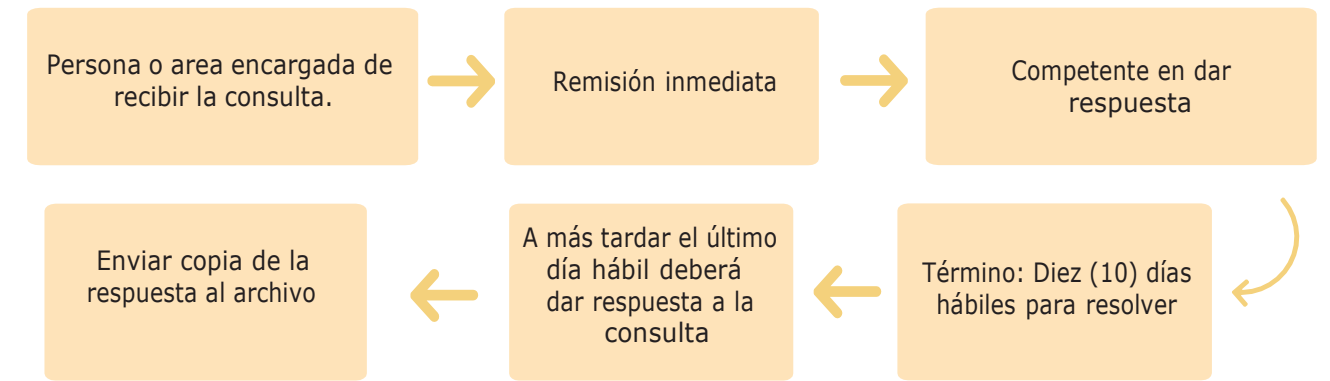 Persona o area encargada de
recibir la consulta.
Remisión inmediata
Competente en dar
respuesta
Término: Diez (10) días
hábiles para resolver
A más tardar el último
día hábil deberá
dar respuesta a la
consulta
Enviar copia de la
respuesta al archivo